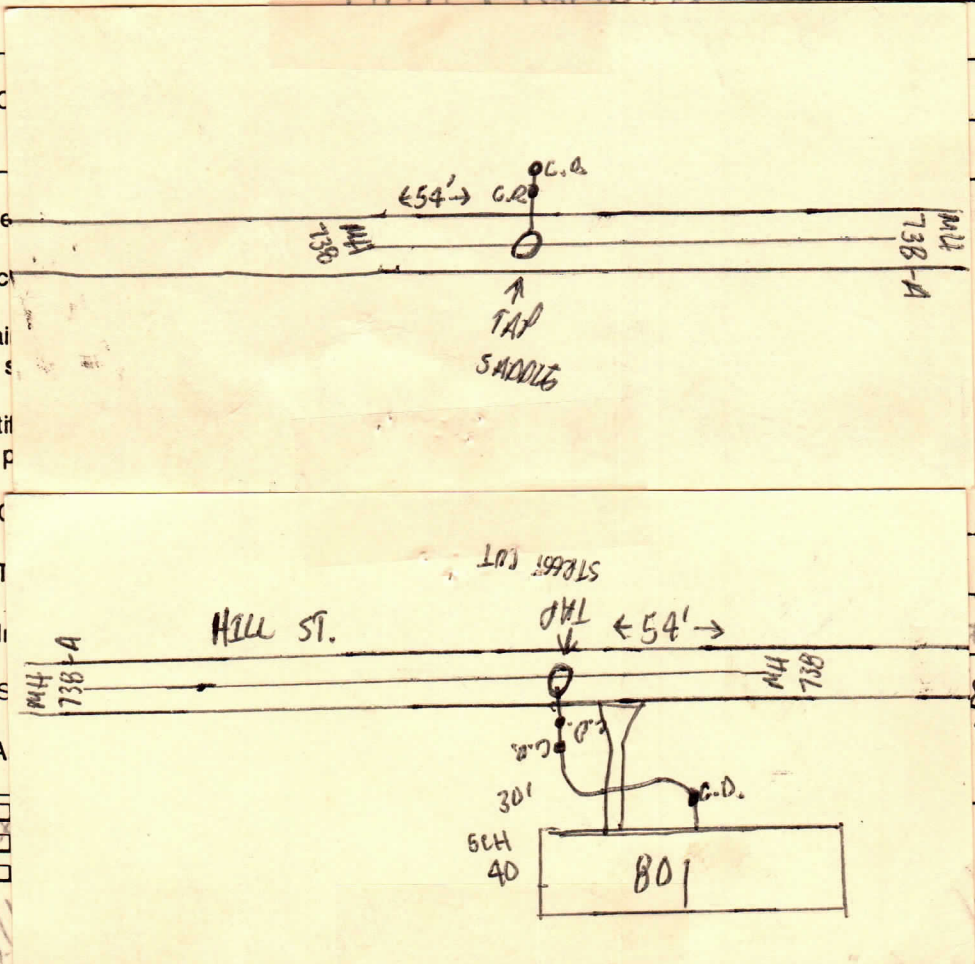 C.O.
←54'→ C.O.
MH
738
MH
738-A
↑
TAP
SADDLE
STREET CUT
TAP
HILL ST. ←54'→
MH
738-A
MH
738
C.O.
C.O.
30' C.O.
SCH
40
801